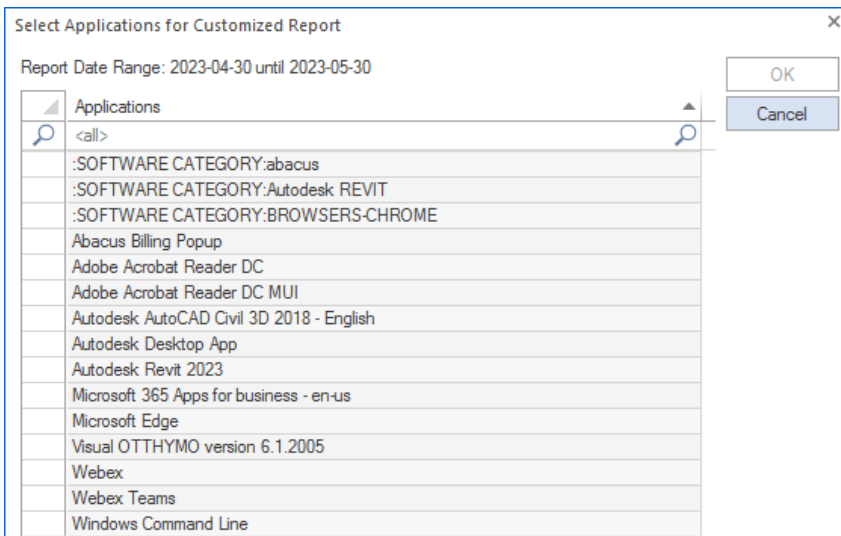 Select Applications for Customized Report
Report Date Range: 2023-04-30 until 2023-05-30
OK
Cancel
Applications
<all>
:SOFTWARE CATEGORY:abacus
:SOFTWARE CATEGORY:Autodesk REVIT
:SOFTWARE CATEGORY:BROWSERS-CHROME
Abacus Billing Popup
Adobe Acrobat Reader DC
Adobe Acrobat Reader DC MUI
Autodesk AutoCAD Civil 3D 2018 - English
Autodesk Desktop App
Autodesk Revit 2023
Microsoft 365 Apps for business - en-us
Microsoft Edge
Visual OTTHYMO version 6.1.2005
Webex
Webex Teams
Windows Command Line